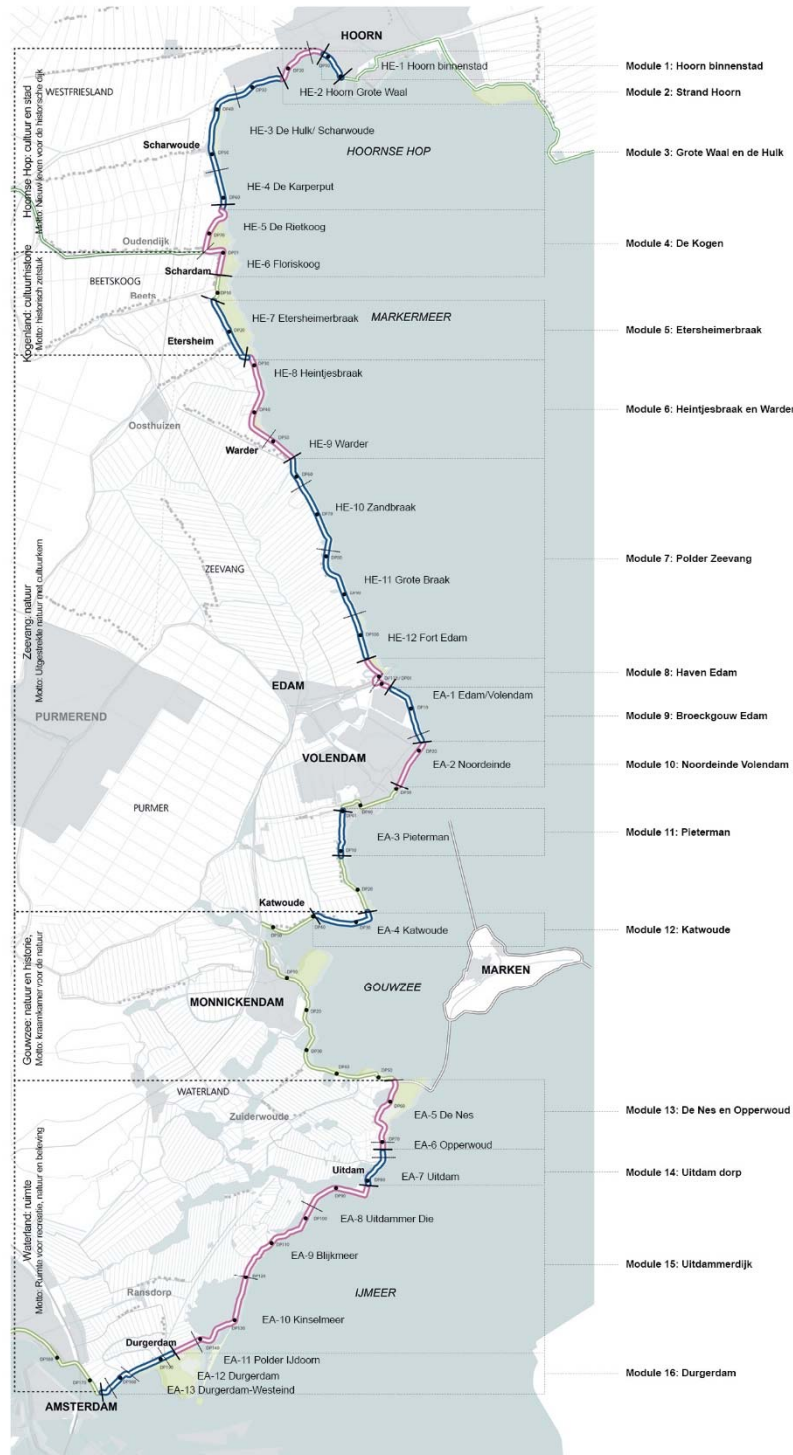 HOORN
HE-1 Hoorn binnenstad
Module 1: Hoorn binnenstad
WESTFRIESLAND
HE-2 Hoorn Grote Waal
Module 2: Strand Hoorn
Hoornse Hop: cultuur en stad
Motto: Nieuw leven voor de historische dijk
HE-3 De Hulk/ Scharwoude
Scharwoude
HOORNSE HOP
Module 3: Grote Waal en de Hulk
HE-4 De Karperput
HE-5 De Rietkoog
Oudendijk
Module 4: De Kogen
HE-6 Floriskoog
Schardam
BEETSKOOG
Beets
Kogenland: cultuurhistorie
Motto: historisch zetstuk
HE-7 Etersheimerbraak
MARKERMEER
Module 5: Etersheimerbraak
Etersheim
HE-8 Heintjesbraak
Oosthuizen
Module 6: Heintjesbraak en Warder
Warder
HE-9 Warder
HE-10 Zandbraak
ZEEVANG
Module 7: Polder Zeevang
HE-11 Grote Braak
Zeevang: natuur
Motto: Uitgestrekte natuur met cultuurkern
HE-12 Fort Edam
Module 8: Haven Edam
EDAM
EA-1 Edam/Volendam
PURMEREND
Module 9: Broeckgouw Edam
VOLENDAM
EA-2 Noordeinde
Module 10: Noordeinde Volendam
PURMER
EA-3 Pieterman
Module 11: Pieterman
Katwoude
EA-4 Katwoude
Module 12: Katwoude
MARKEN
GOUWZEE
MONNICKENDAM
Gouwzee: natuur en historie,
Motto: kraamkamer voor de natuur
WATERLAND
Zuiderwoude
EA-5 De Nes
Module 13: De Nes en Opperwoud
EA-6 Opperwoud
Uitdam
EA-7 Uitdam
Module 14: Uitdam dorp
EA-8 Uitdammer Die
EA-9 Blijkmeer
Module 15: Uitdammerdijk
Waterland: ruimte
Motto: Ruimte voor recreatie, natuur en beleving
Ransdorp
IJMEER
EA-10 Kinselmeer
Durgerdam
EA-11 Polder IJdoorn
EA-12 Durgerdam
Module 16: Durgerdam
EA-13 Durgerdam-Westeind
AMSTERDAM